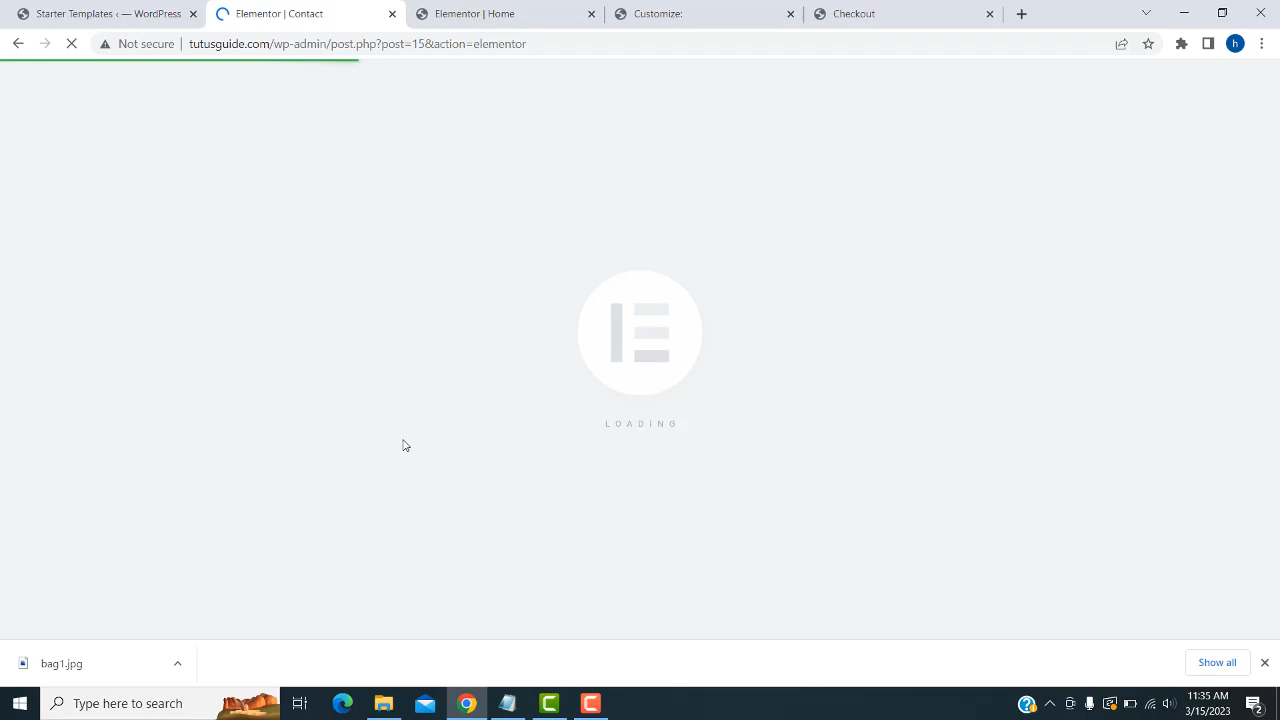 Starter Templates ‹ — WordPress
Elementor | Contact
Elementor | Home
Customize:
Checkout
Not secure
tutusguide.com/wp-admin/post.php?post=15&action=elementor
h
LOADING
bag1.jpg
Show all
Type here to search
11:35 AM
3/15/2023
2